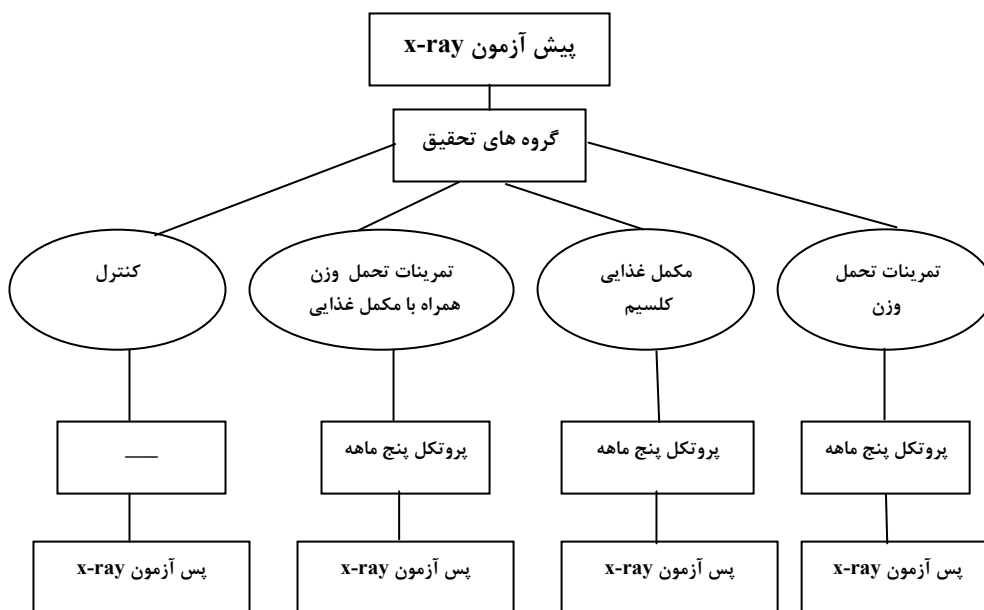 پیش آزمون x-ray
گروه های تحقیق
تمرینات تحمل
وزن
مکمل غذایی
کلسیم
تمرینات تحمل وزن
همراه با مکمل غذایی
کنترل
پروتکل پنج ماهه
پروتکل پنج ماهه
پروتکل پنج ماهه
___
پس آزمون x-ray
پس آزمون x-ray
پس آزمون x-ray
پس آزمون x-ray